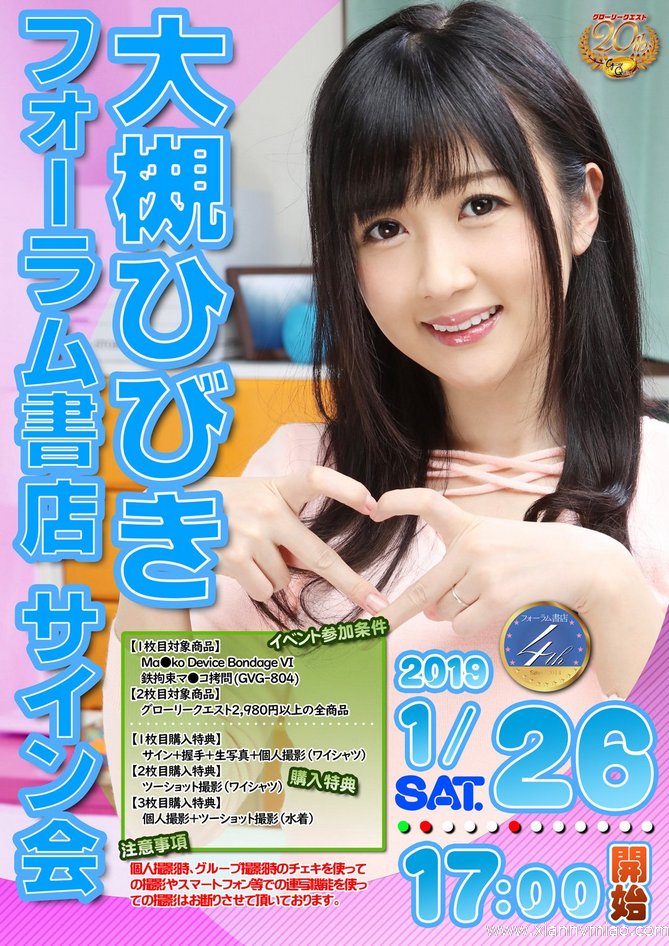 大槻ひびき
フォーラム書店 サイン会
グローリークエスト
20th
GQ
イベント参加条件
【1枚目対象商品】
Ma●ko Device Bondage VI
鉄拘束マ●コ拷問(GVG-804)
【2枚目対象商品】
グローリークエスト2,980円以上の全商品
【1枚目購入特典】
サイン+握手+生写真+個人撮影(ワイシャツ)
【2枚目購入特典】
ツーショット撮影(ワイシャツ)
購入特典
【3枚目購入特典】
個人撮影+ツーショット撮影(水着)
注意事項
個人撮影時、グループ撮影時のチェキを使って
の撮影やスマートフォン等での連写機能を使っ
ての撮影はお断りさせて頂いております。
フォーラム書店
4th
2019
1/26
SAT.
17:00 開始